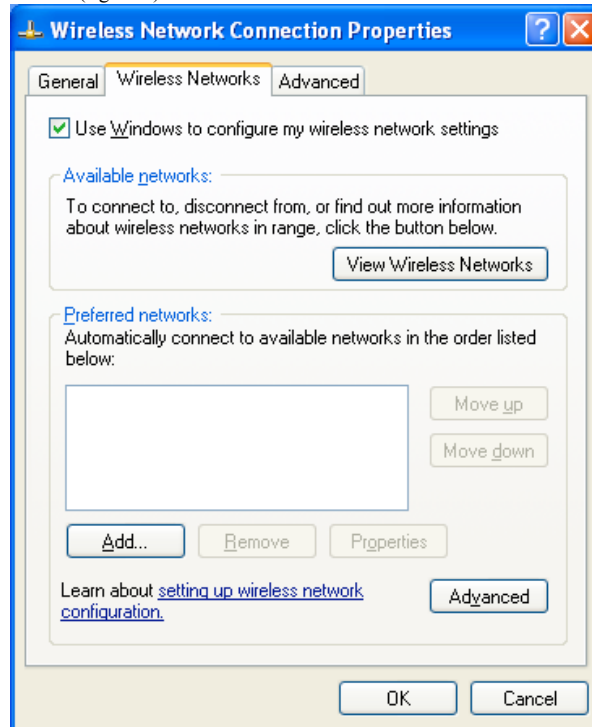 Wireless Network Connection Properties
General Wireless Networks Advanced
Use Windows to configure my wireless network settings
Available networks:
To connect to, disconnect from, or find out more information
about wireless networks in range, click the button below.
View Wireless Networks
Preferred networks:
Automatically connect to available networks in the order listed
below:
Move up
Move down
Add... Remove Properties
Learn about setting up wireless network
configuration.
Advanced
OK Cancel